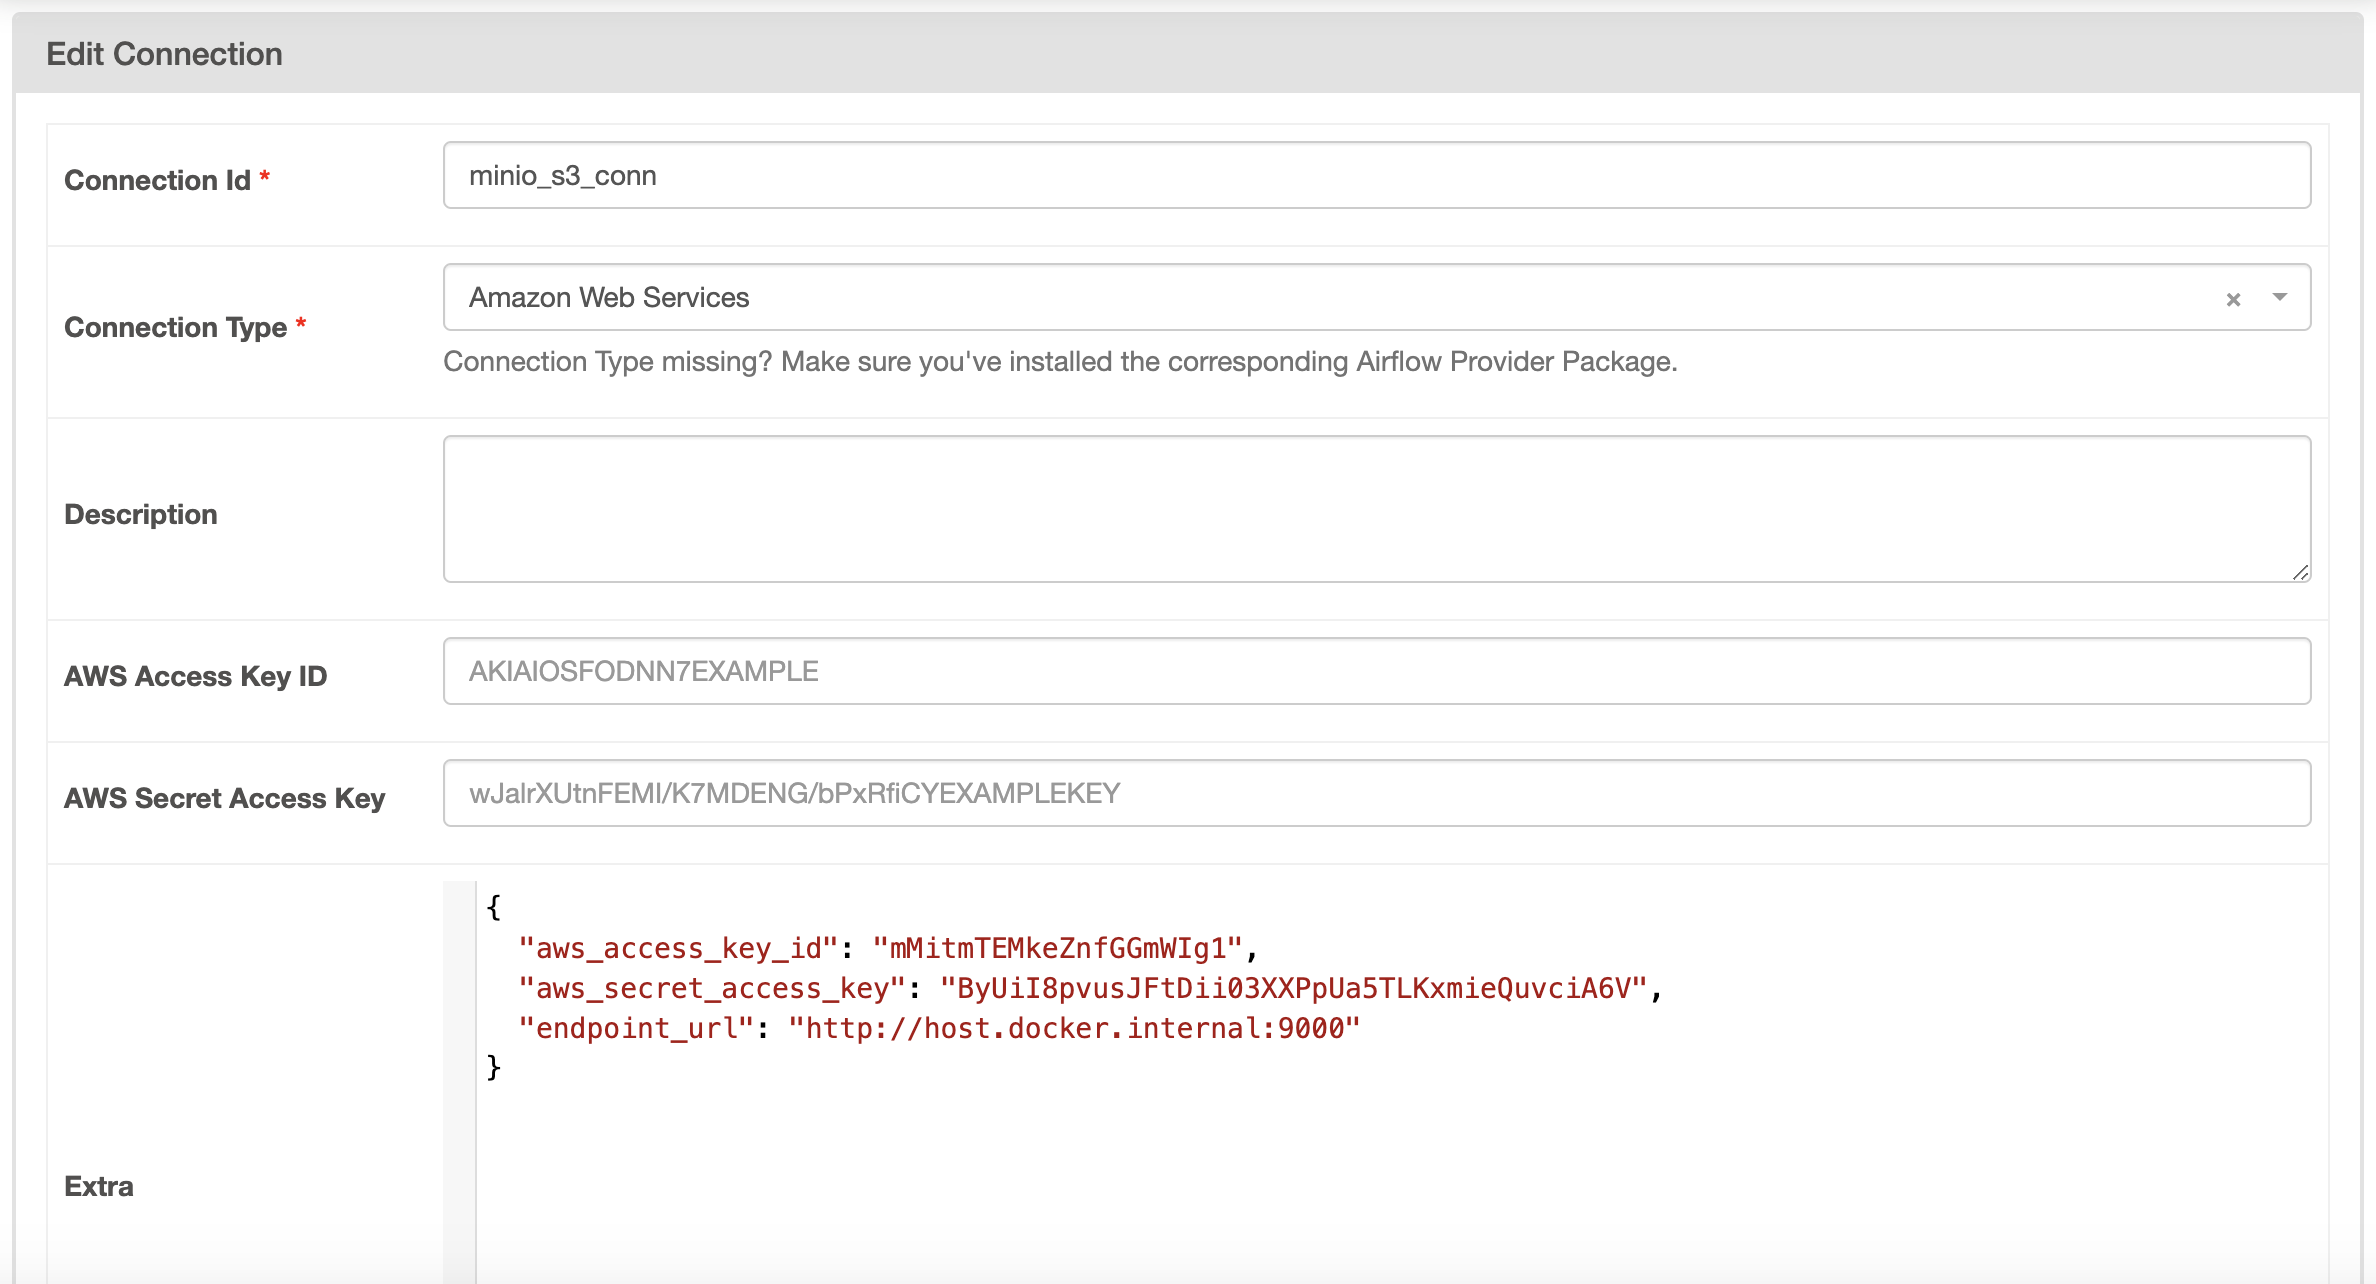 Edit Connection
Connection Id *
minio_s3_conn
Connection Type *
Amazon Web Services
Connection Type missing? Make sure you've installed the corresponding Airflow Provider Package.
Description
AWS Access Key ID
AKIAIOSFODNN7EXAMPLE
AWS Secret Access Key
wJalrXUtnFEMI/K7MDENG/bPxRfiCYEXAMPLEKEY
Extra
{
"aws_access_key_id": "mMitmTEMkeZnfGGmWIg1",
"aws_secret_access_key": "ByUiI8pvusJFtDii03XXPpUa5TLKxmieQuvciA6V",
"endpoint_url": "http://host.docker.internal:9000"
}